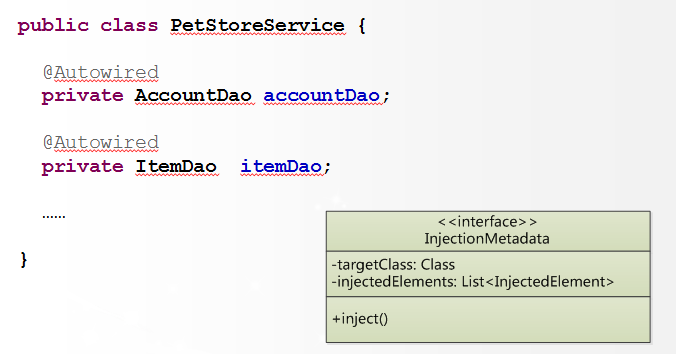 public class PetStoreService {
@Autowired
private AccountDao accountDao;
@Autowired
private ItemDao itemDao;
……
}
<<interface>>
InjectionMetadata
-targetClass: Class
-injectedElements: List<InjectedElement>
+inject()